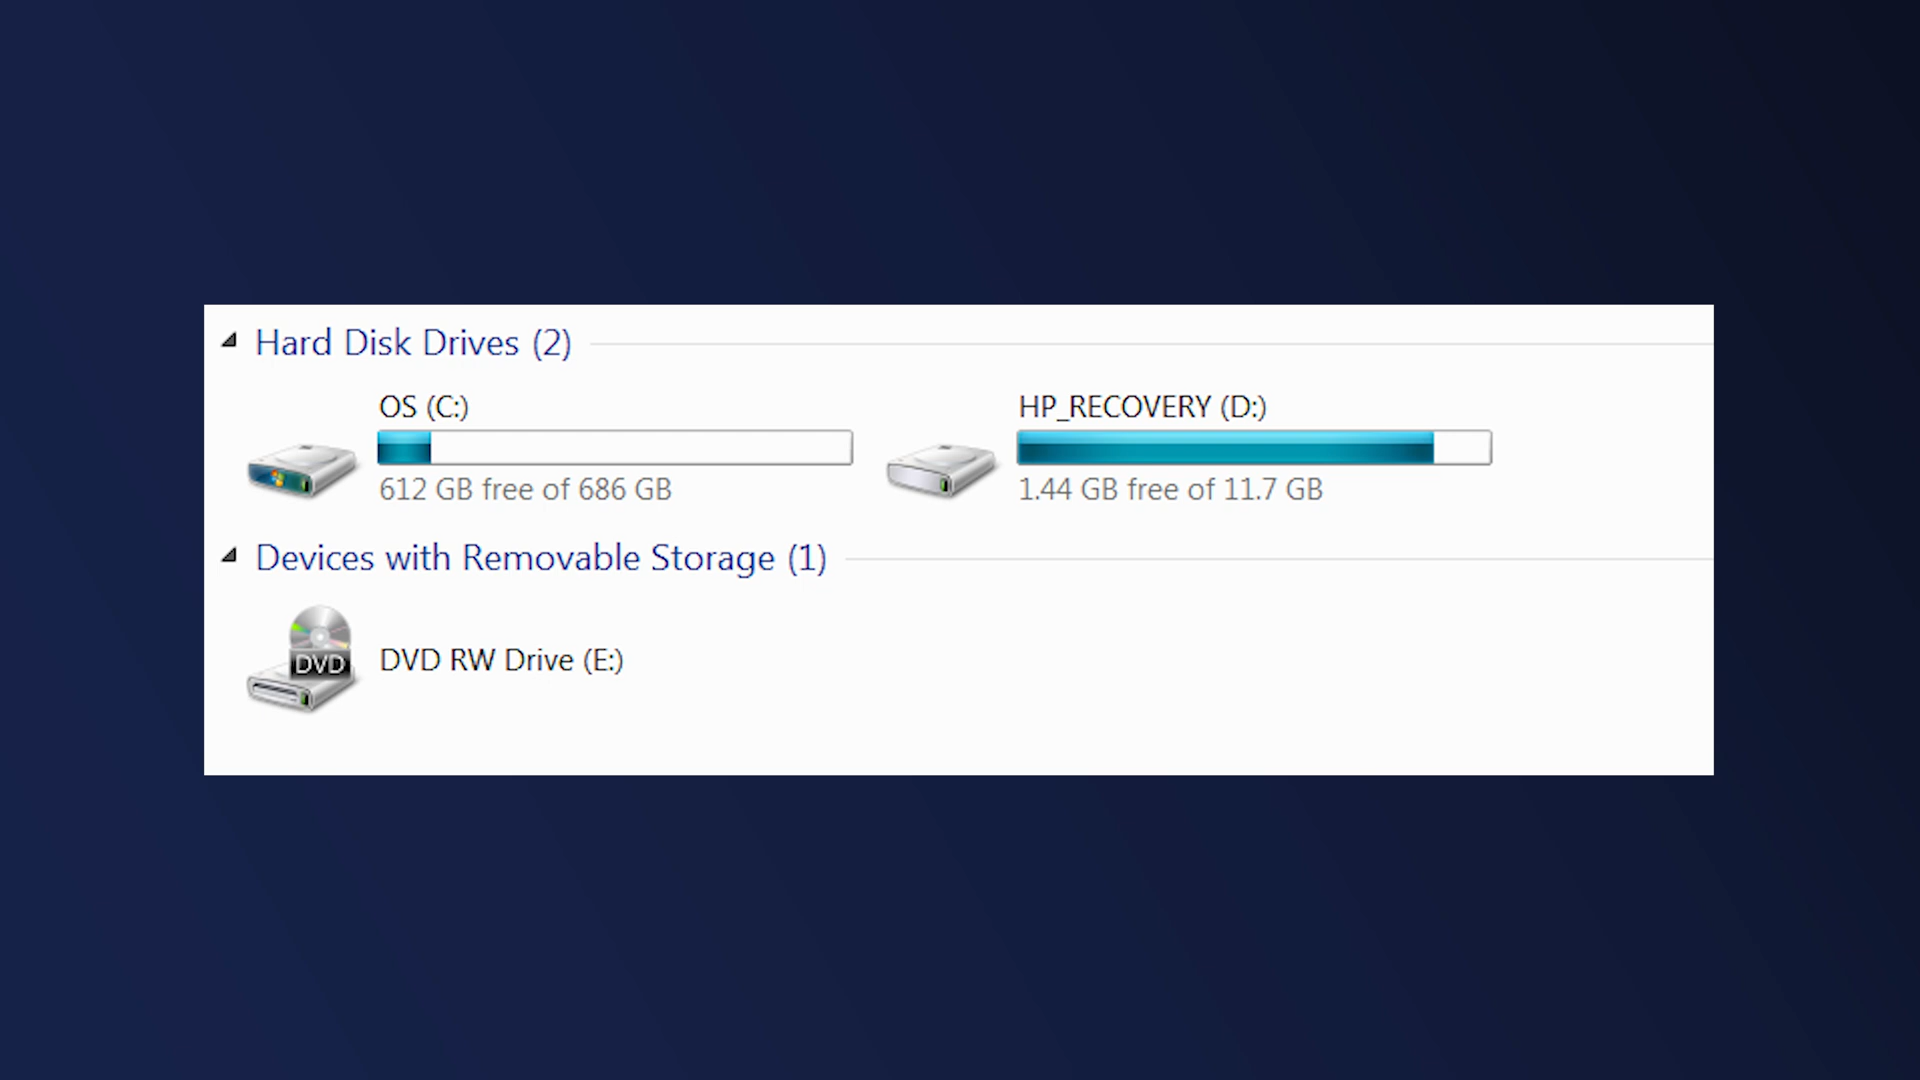 Hard Disk Drives (2)
OS (C:)
612 GB free of 686 GB
HP_RECOVERY (D:)
1.44 GB free of 11.7 GB
Devices with Removable Storage (1)
DVD
DVD RW Drive (E:)